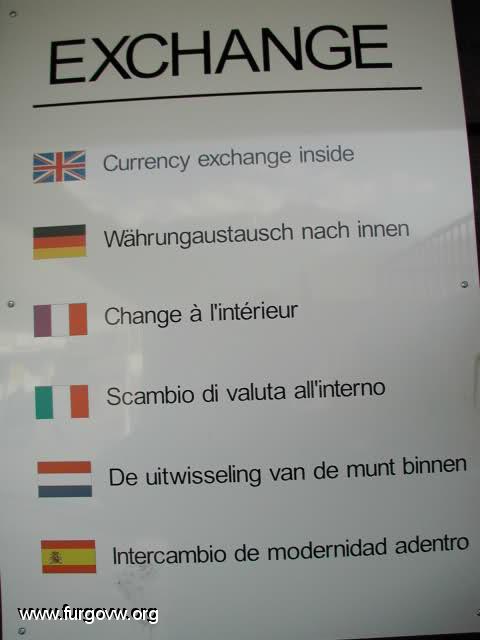 EXCHANGE
Currency exchange inside
Währungaustausch nach innen
Change à l'intérieur
Scambio di valuta all'interno
De uitwisseling van de munt binnen
Intercambio de modernidad adentro
www.furgovw.org